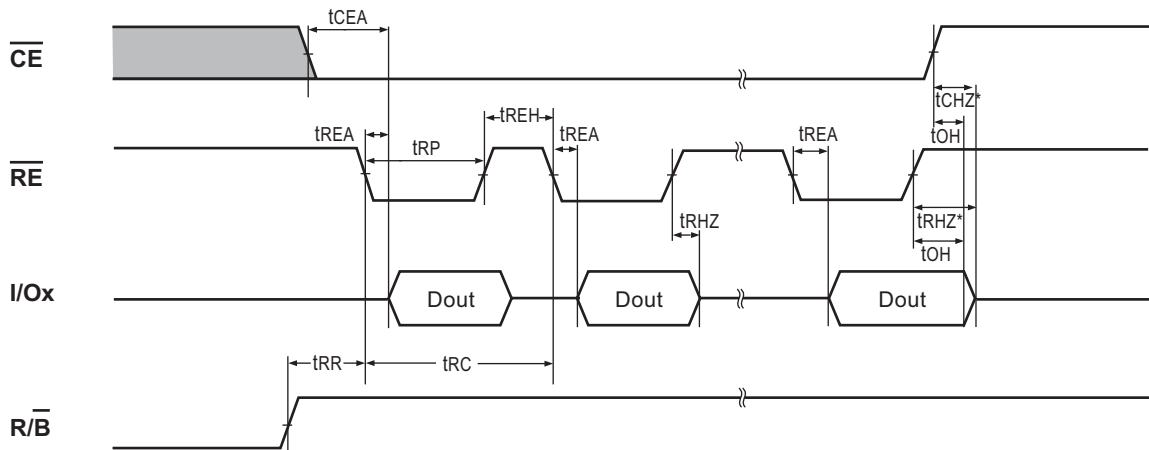 tCEA
CE
tCHZ*
tREH
tREA
tREA
tREA
tOH
tRP
RE
tRHZ
tRHZ*
tOH
I/Ox
Dout
Dout
Dout
tRR
tRC
R/B